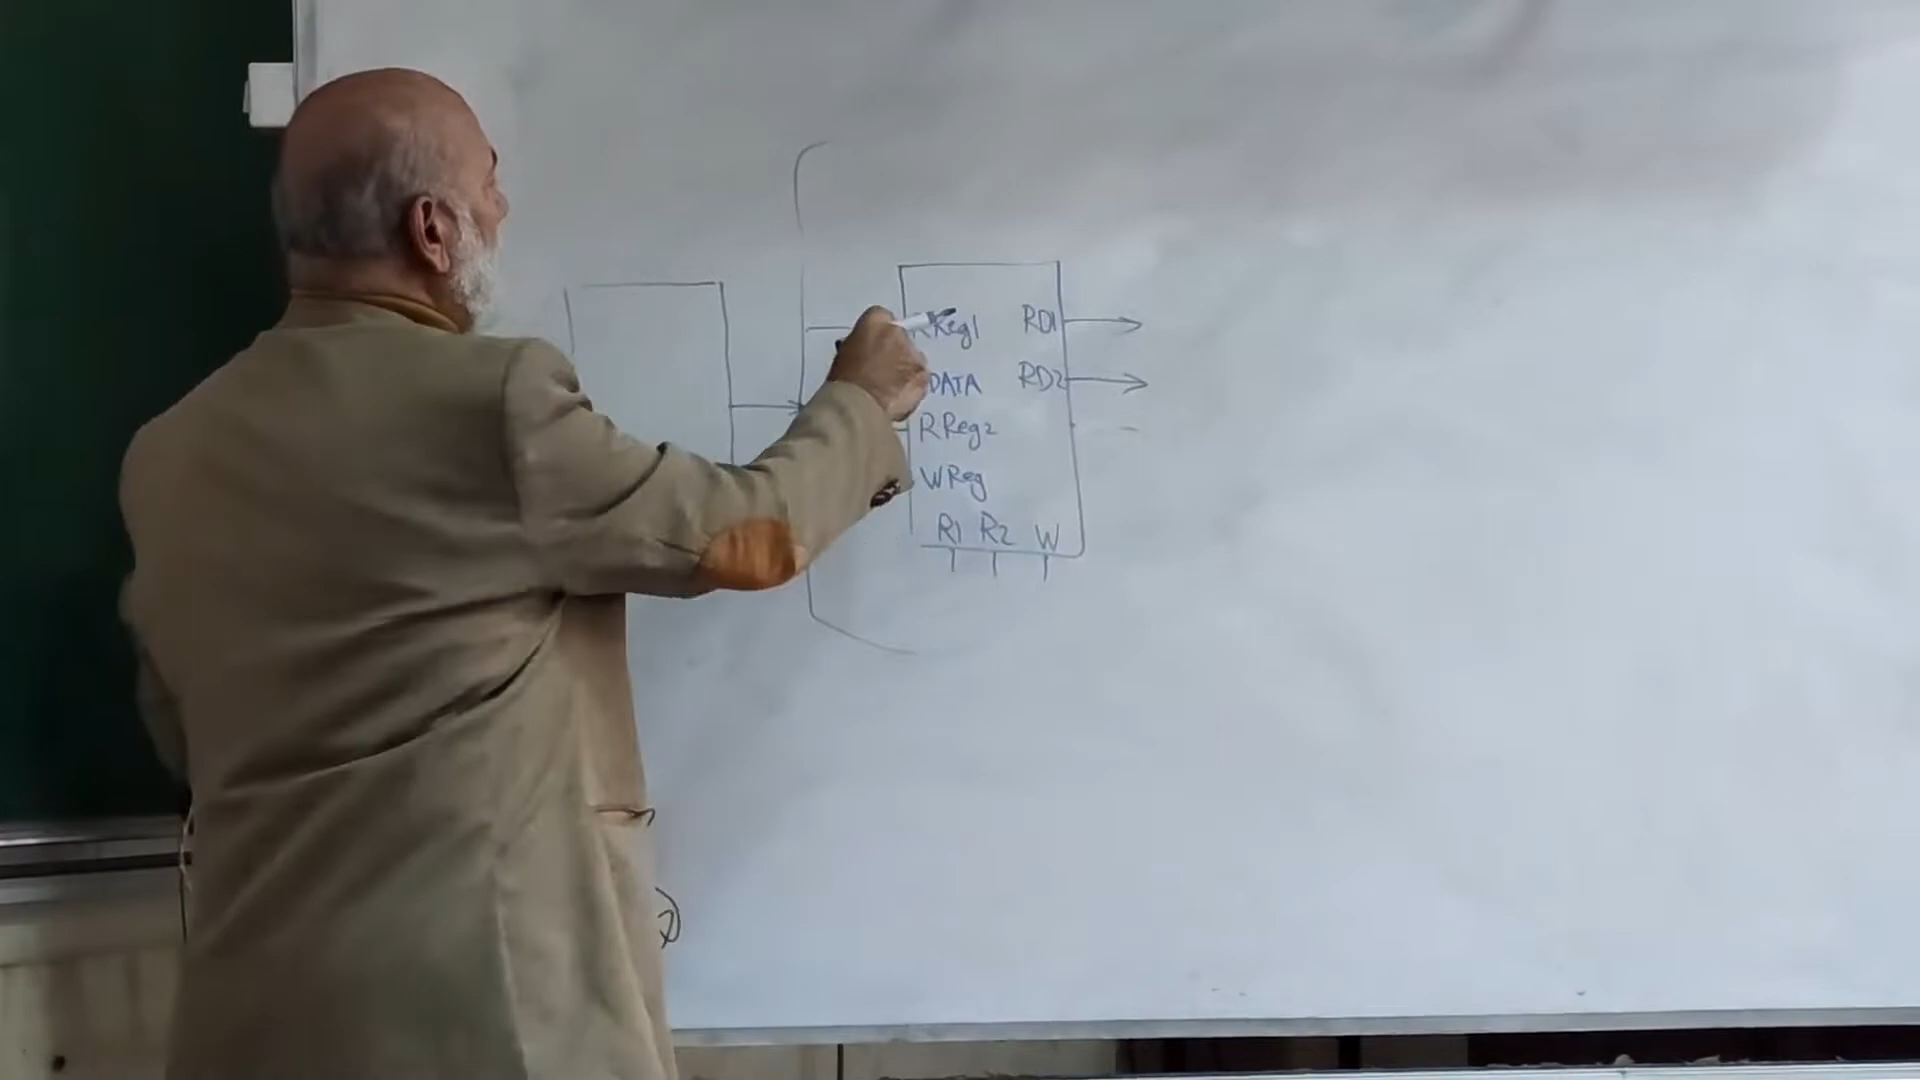 RReg1 RD1
DATA RD2
RReg2
WReg
R1 R2 W